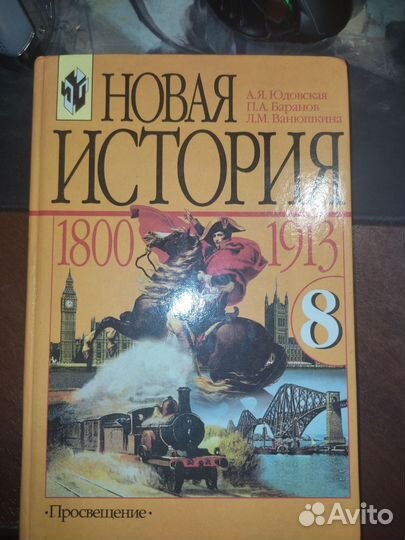 НОВАЯ
А.Я. Юдовская
П.А. Баранов
Л.М. Ванюшкина
ИСТОРИЯ
1800
1913
8
·Просвещение·
Avito